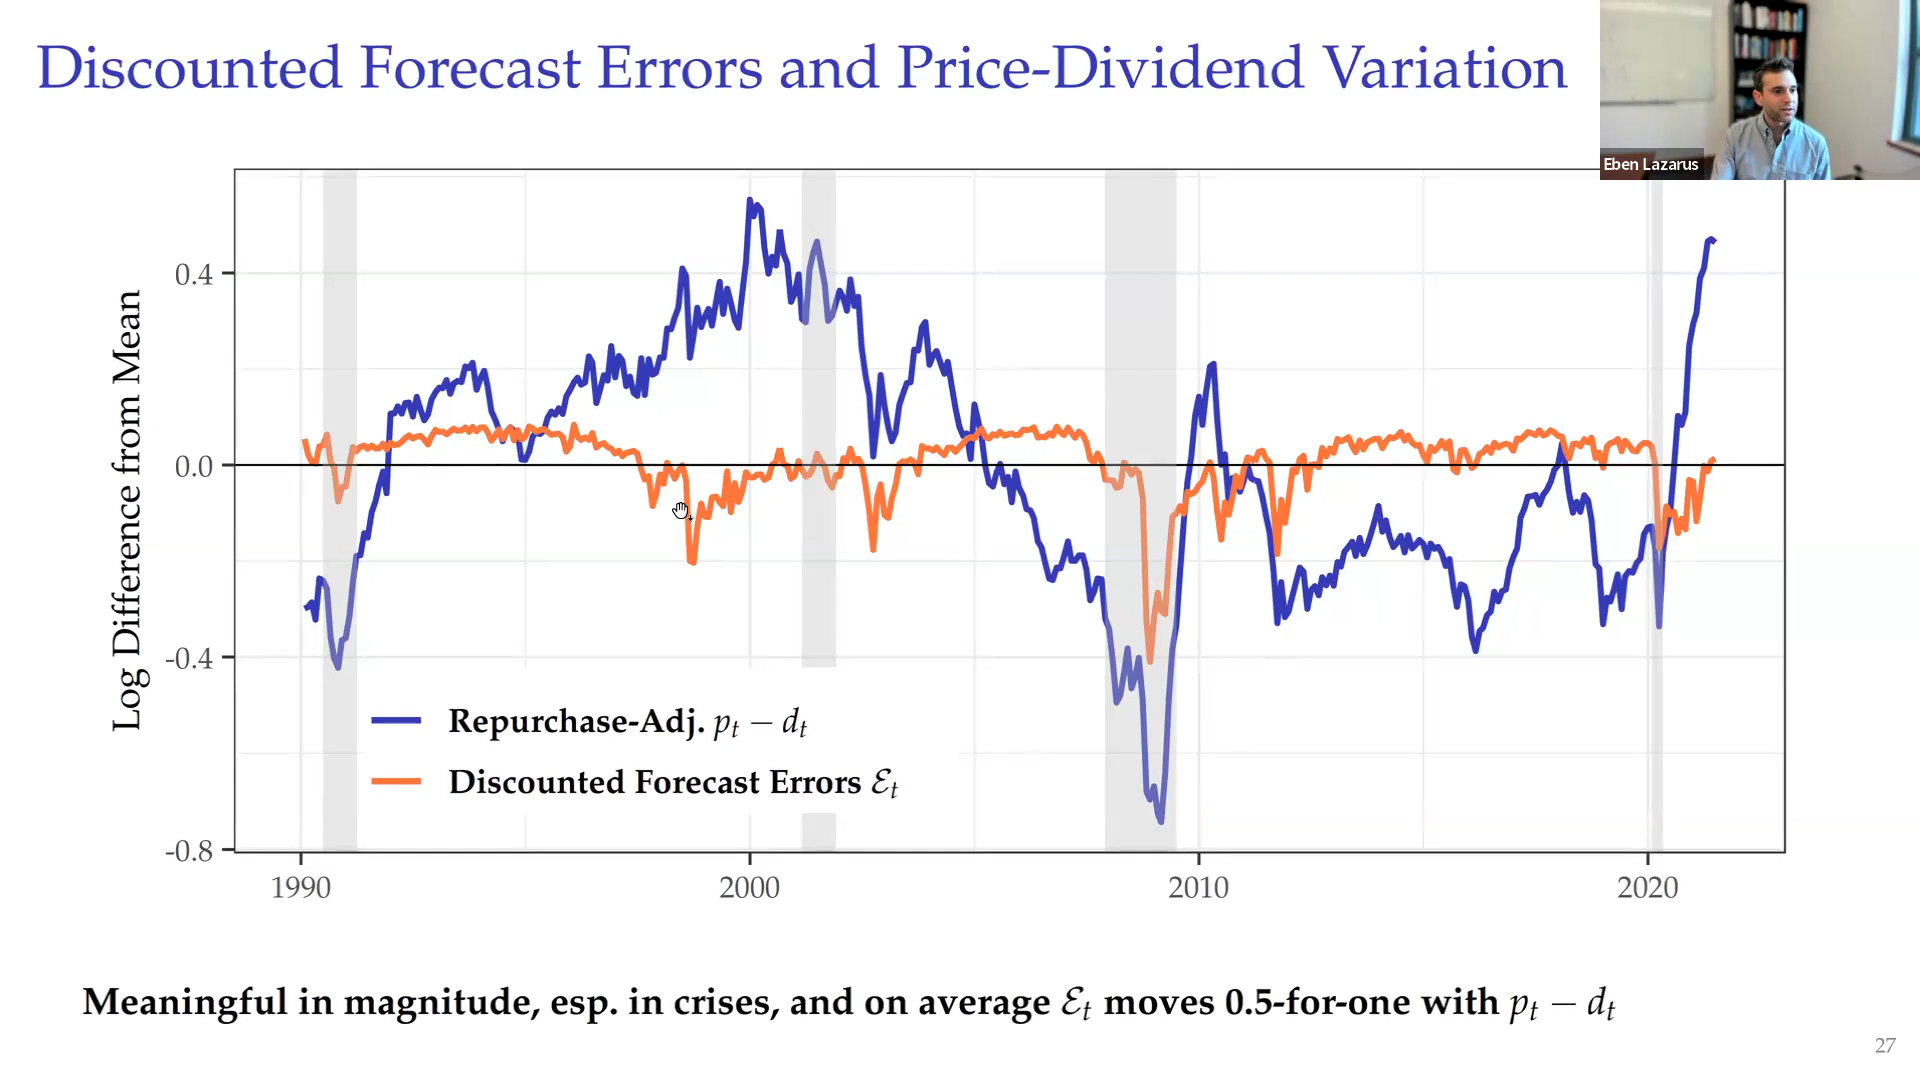 Discounted Forecast Errors and Price-Dividend Variation
Eben Lazarus
Log Difference from Mean
0.4
0.0
-0.4
-0.8
Repurchase-Adj. pₜ − dₜ
Discounted Forecast Errors ℰₜ
1990
2000
2010
2020
Meaningful in magnitude, esp. in crises, and on average ℰₜ moves 0.5-for-one with pₜ − dₜ
27